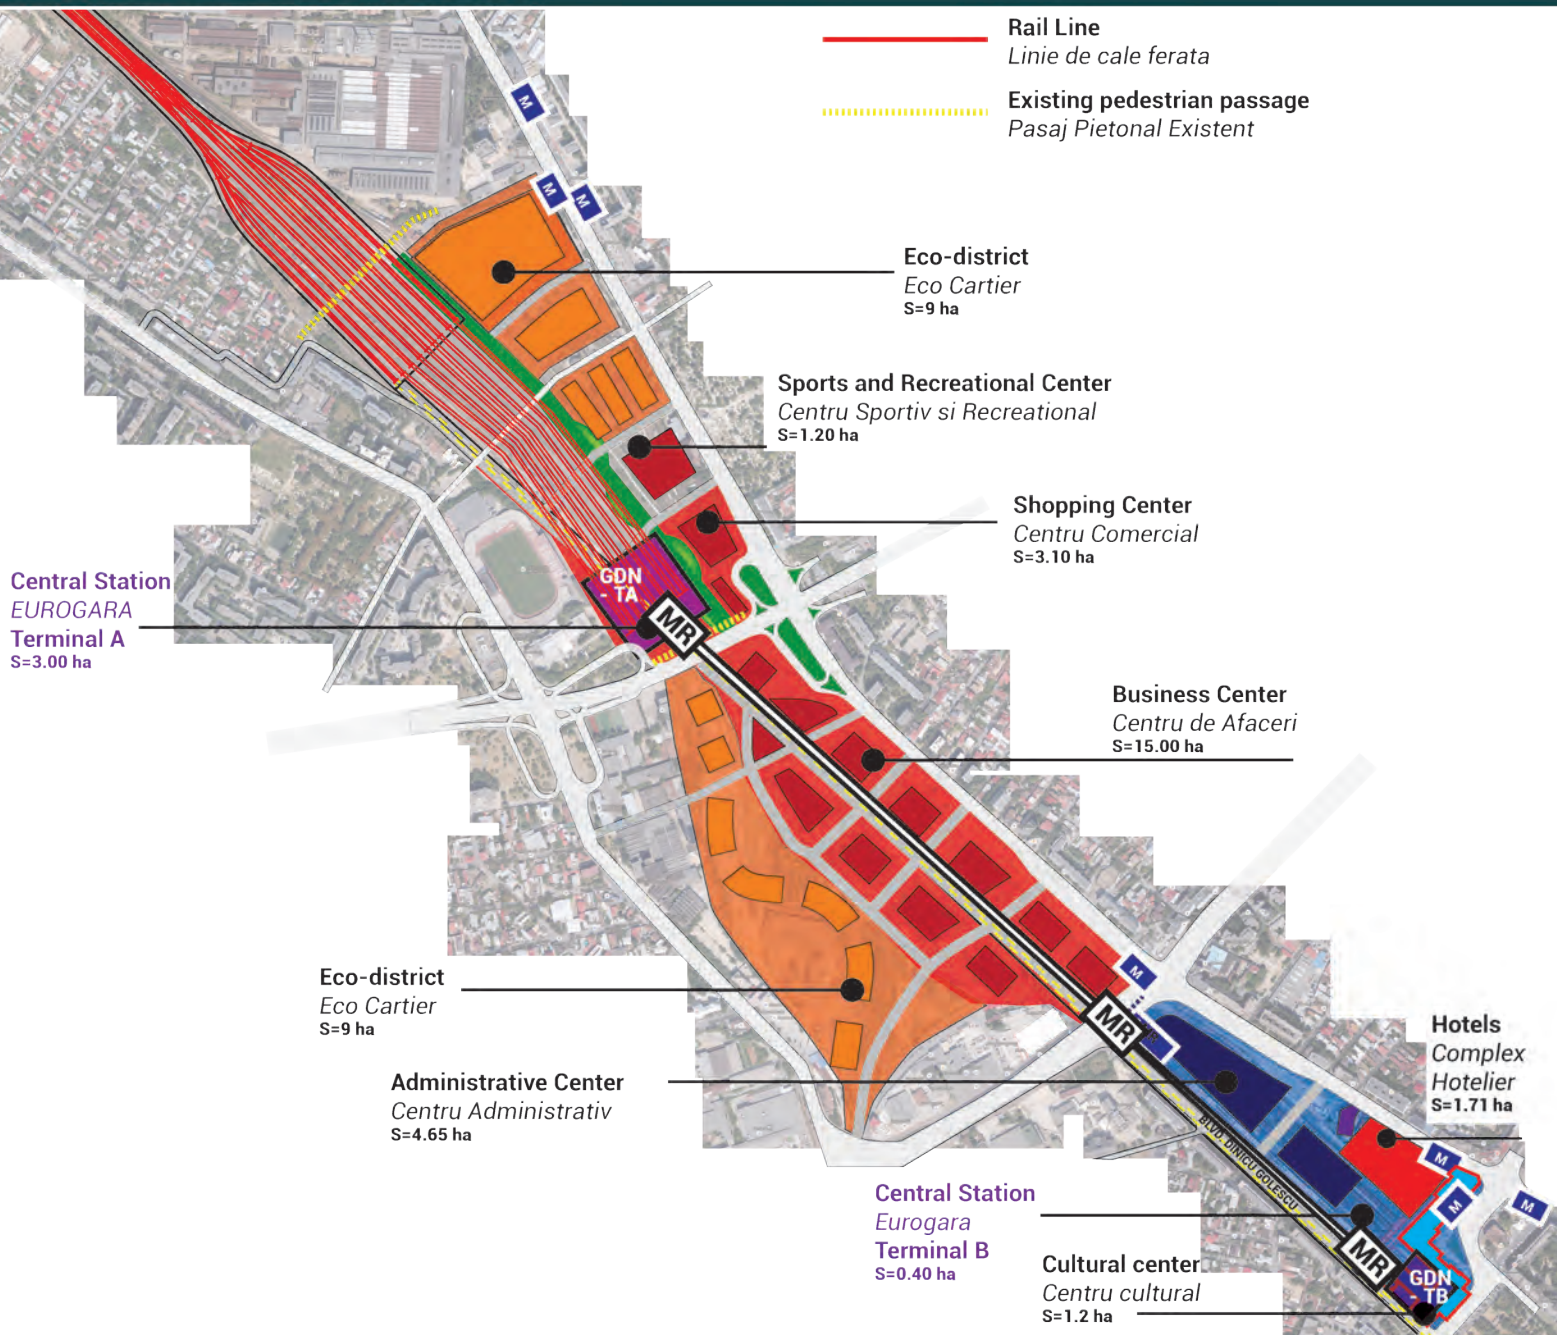 Rail Line
Linie de cale ferata
Existing pedestrian passage
Pasaj Pietonal Existent
M
M
M
Eco-district
Eco Cartier
S=9 ha
Sports and Recreational Center
Centru Sportiv si Recreational
S=1.20 ha
Shopping Center
Centru Comercial
S=3.10 ha
Central Station
EUROGARA
Terminal A
S=3.00 ha
GDN
- TA
MR
Business Center
Centru de Afaceri
S=15.00 ha
Eco-district
Eco Cartier
S=9 ha
M
MR
Hotels
Complex
Hotelier
S=1.71 ha
Administrative Center
Centru Administrativ
S=4.65 ha
BLVD. DINICU GOLESCU
M
M
M
Central Station
Eurogara
Terminal B
S=0.40 ha
MR
Cultural center
Centru cultural
S=1.2 ha
GDN
- TB